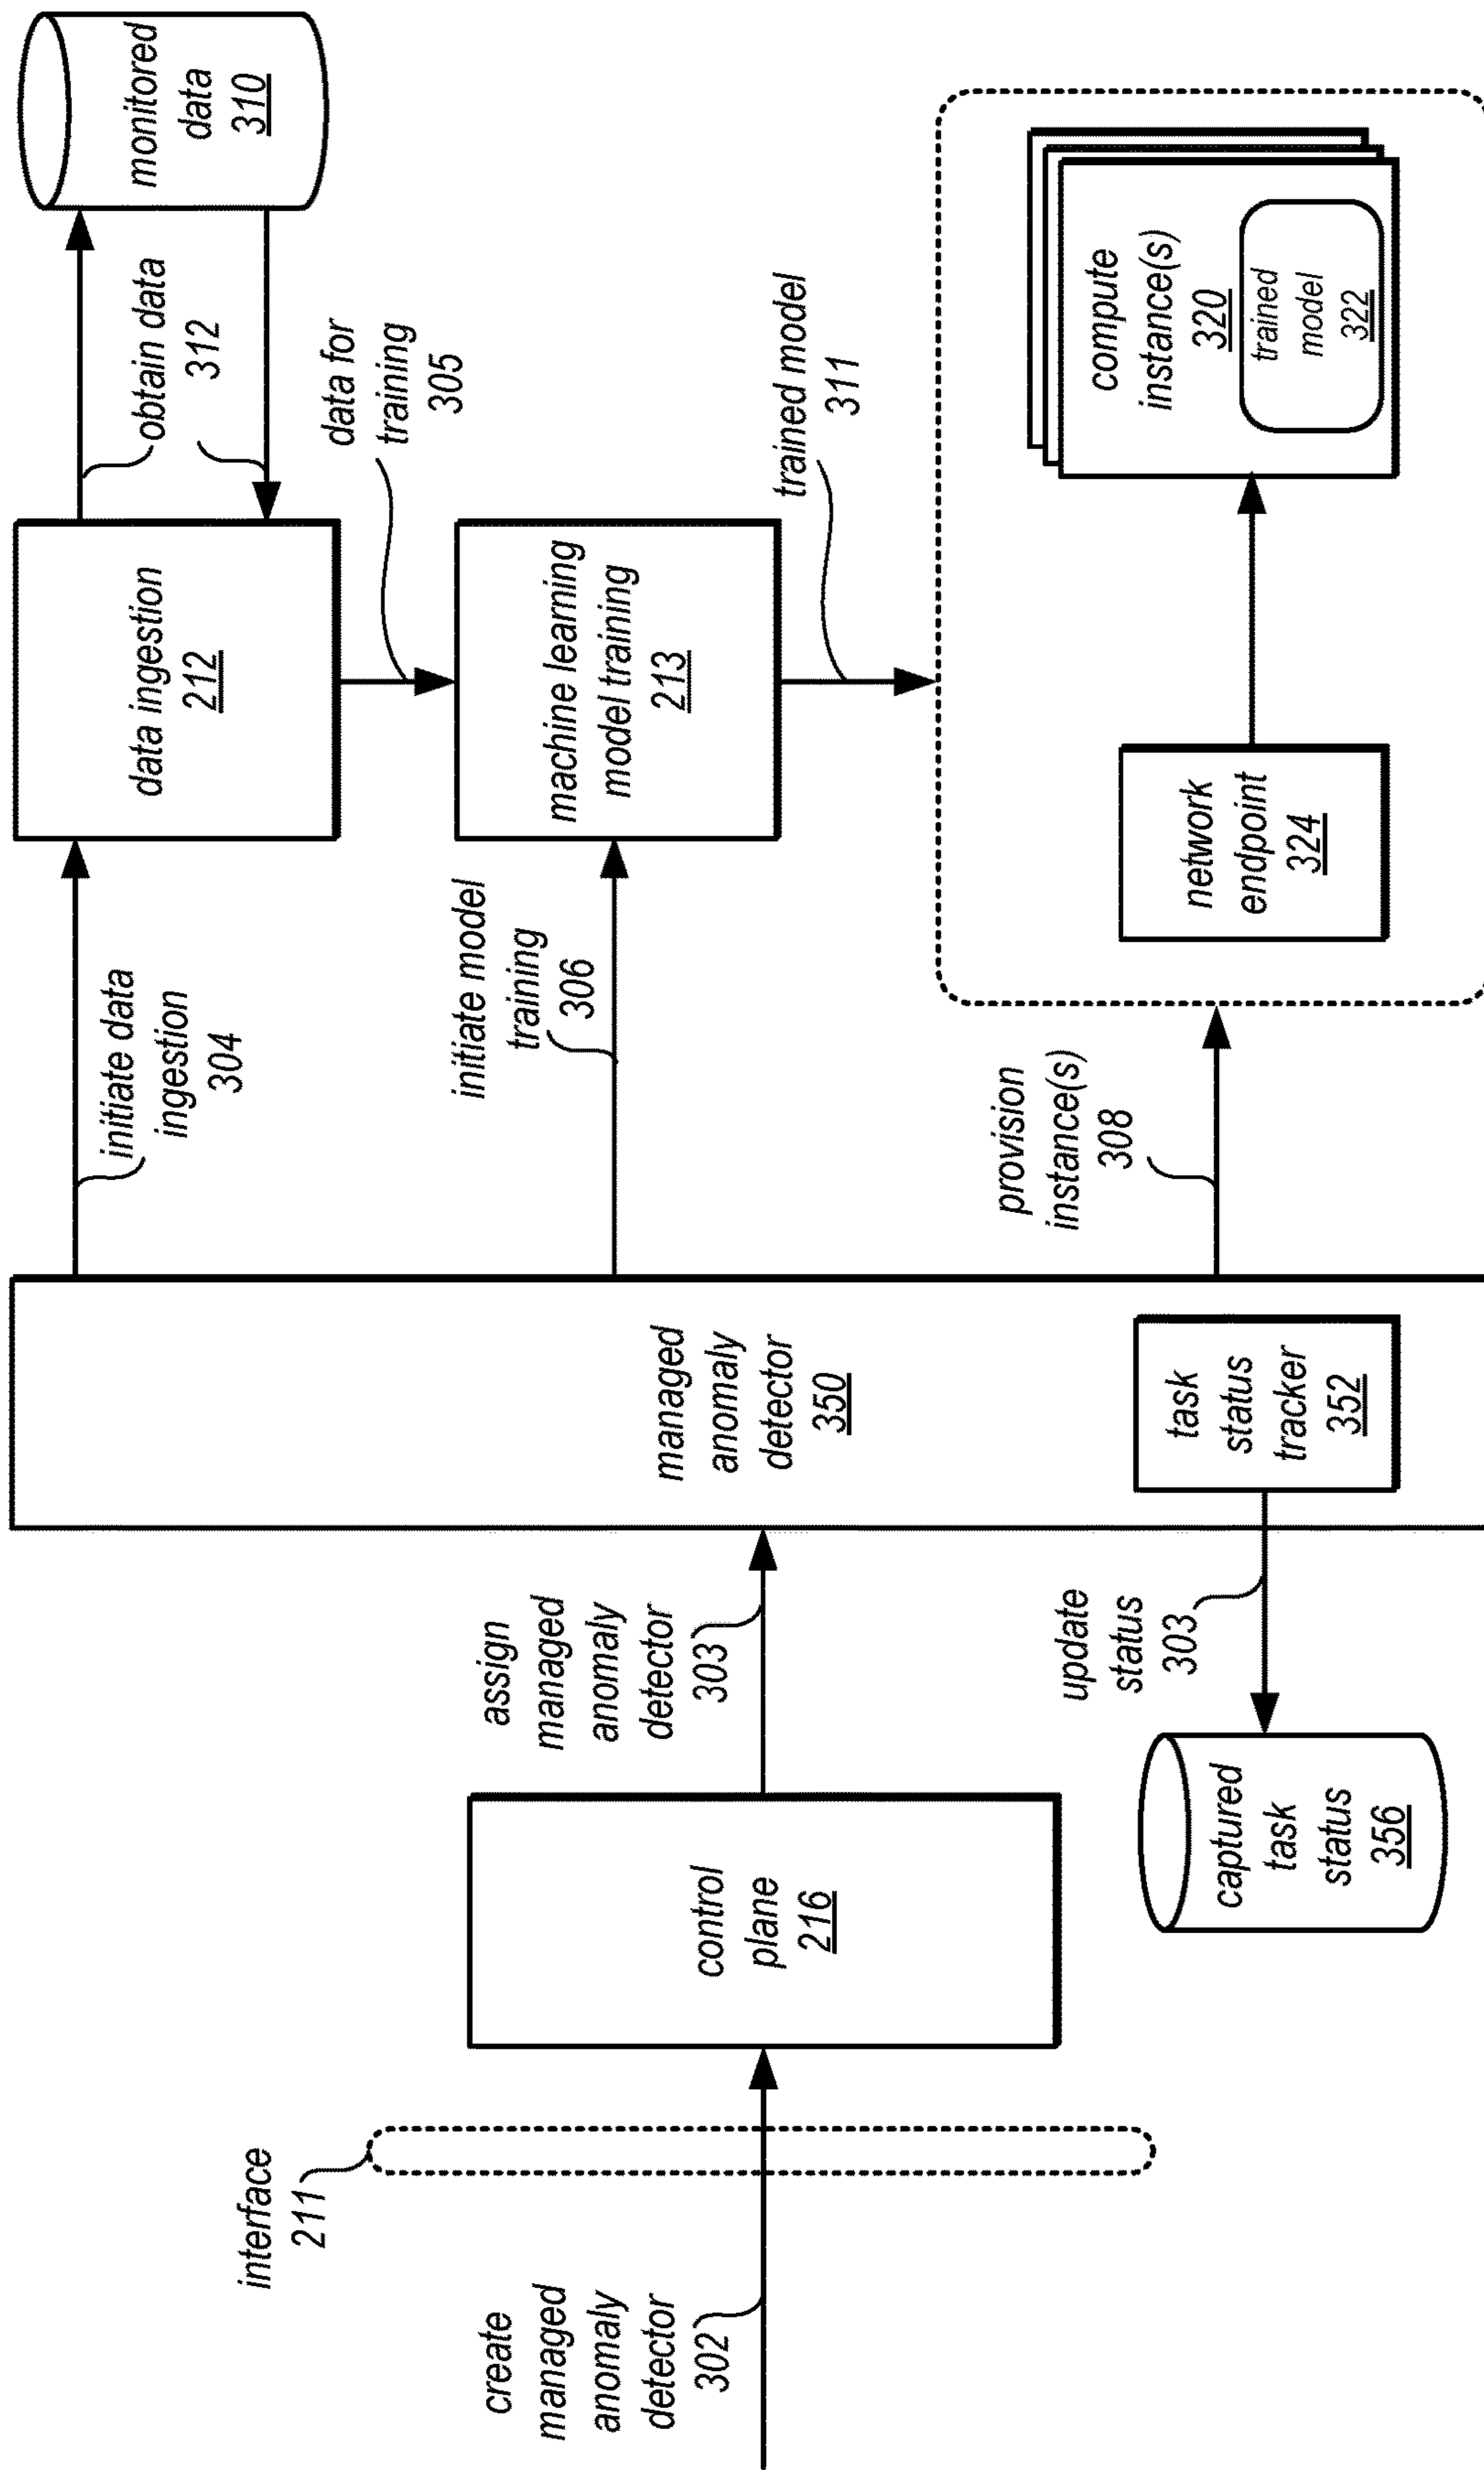 create
managed
anomaly
detector
302
interface
211
control
plane
216
assign
managed
anomaly
detector
303
managed
anomaly
detector
350
task
status
tracker
352
update
status
303
captured
task
status
356
initiate data
ingestion
304
initiate model
training
306
provision
instance(s)
308
data ingestion
212
obtain data
312
monitored
data
310
data for
training
305
machine learning
model training
213
trained model
311
network
endpoint
324
compute
instance(s)
320
trained
model
322